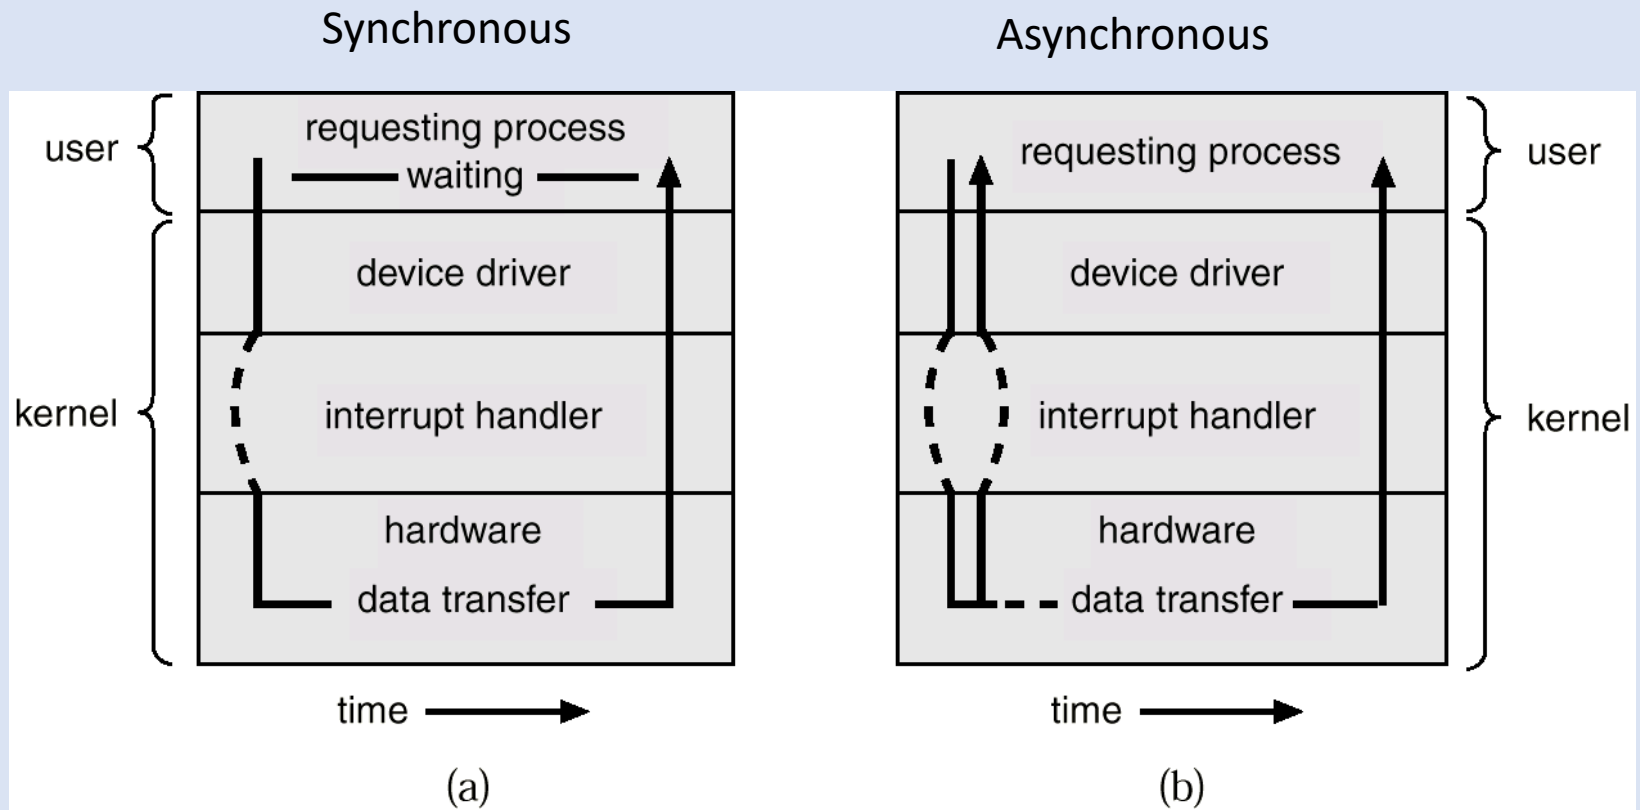 Synchronous
Asynchronous
user
requesting process
waiting
device driver
kernel
interrupt handler
hardware
data transfer
time
(a)
requesting process
user
device driver
interrupt handler
kernel
hardware
data transfer
time
(b)